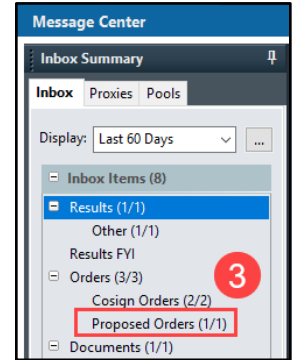 Message Center
Inbox Summary
Inbox Proxies Pools
Display: Last 60 Days ...
Inbox Items (8)
Results (1/1)
Other (1/1)
Results FYI
Orders (3/3)
3
Cosign Orders (2/2)
Proposed Orders (1/1)
Documents (1/1)